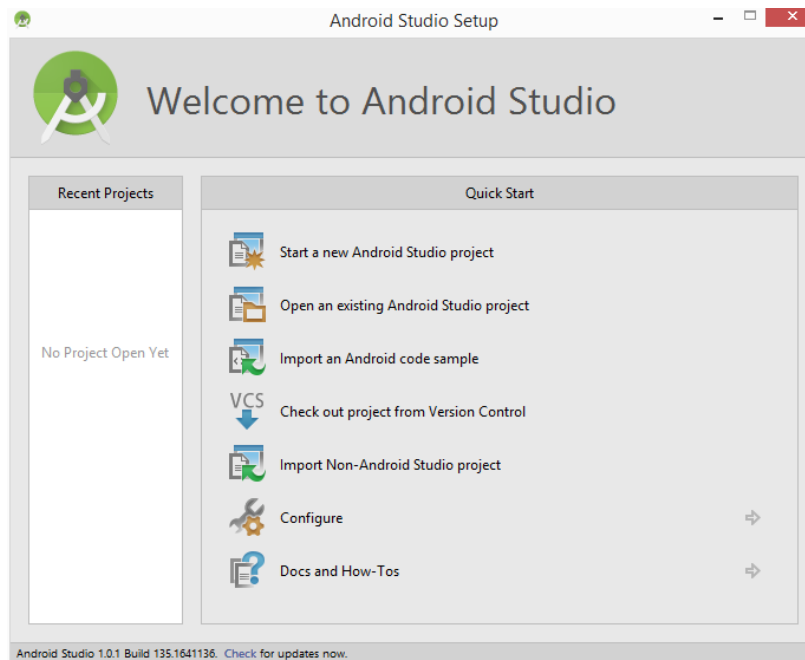 Android Studio Setup
Welcome to Android Studio
Recent Projects
No Project Open Yet
Quick Start
Start a new Android Studio project
Open an existing Android Studio project
Import an Android code sample
VCS
Check out project from Version Control
Import Non-Android Studio project
Configure
Docs and How-Tos
Android Studio 1.0.1 Build 135.1641136. Check for updates now.